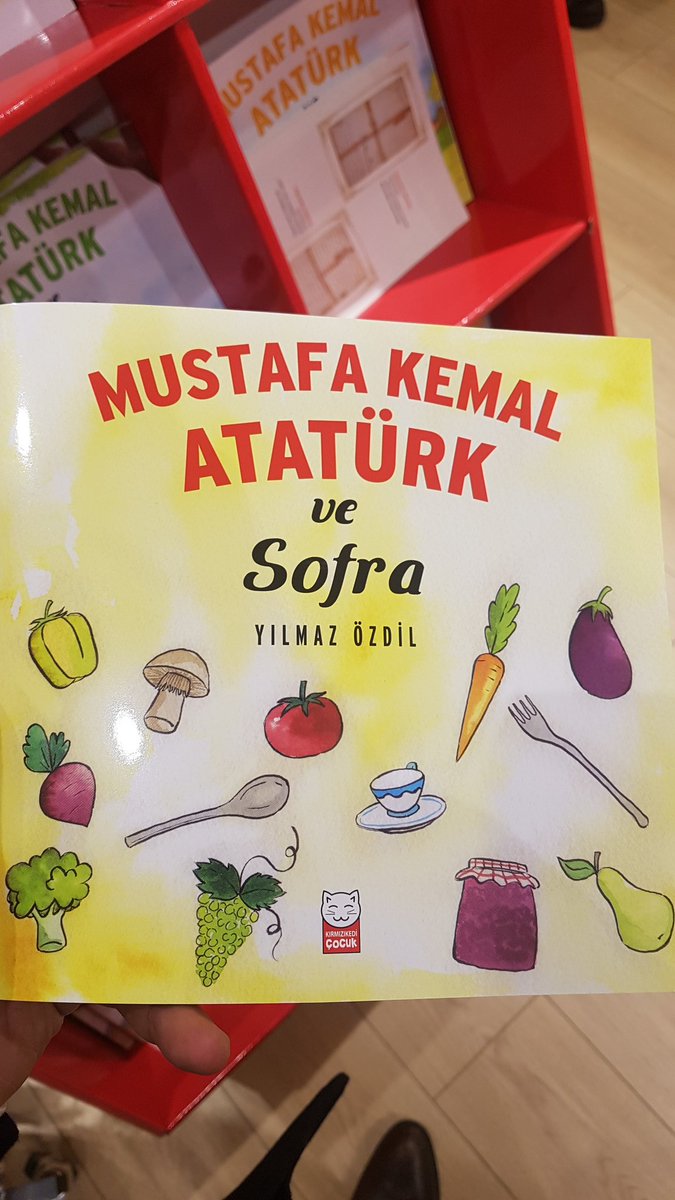 USTAFA KEMAL
ATATÜRK
FA KEMAL
ATÜRK
MUSTAFA KEMAL
ATATÜRK
ve
Sofra
YILMAZ ÖZDİL
KIRMIZIKEDİ
ÇOCUK